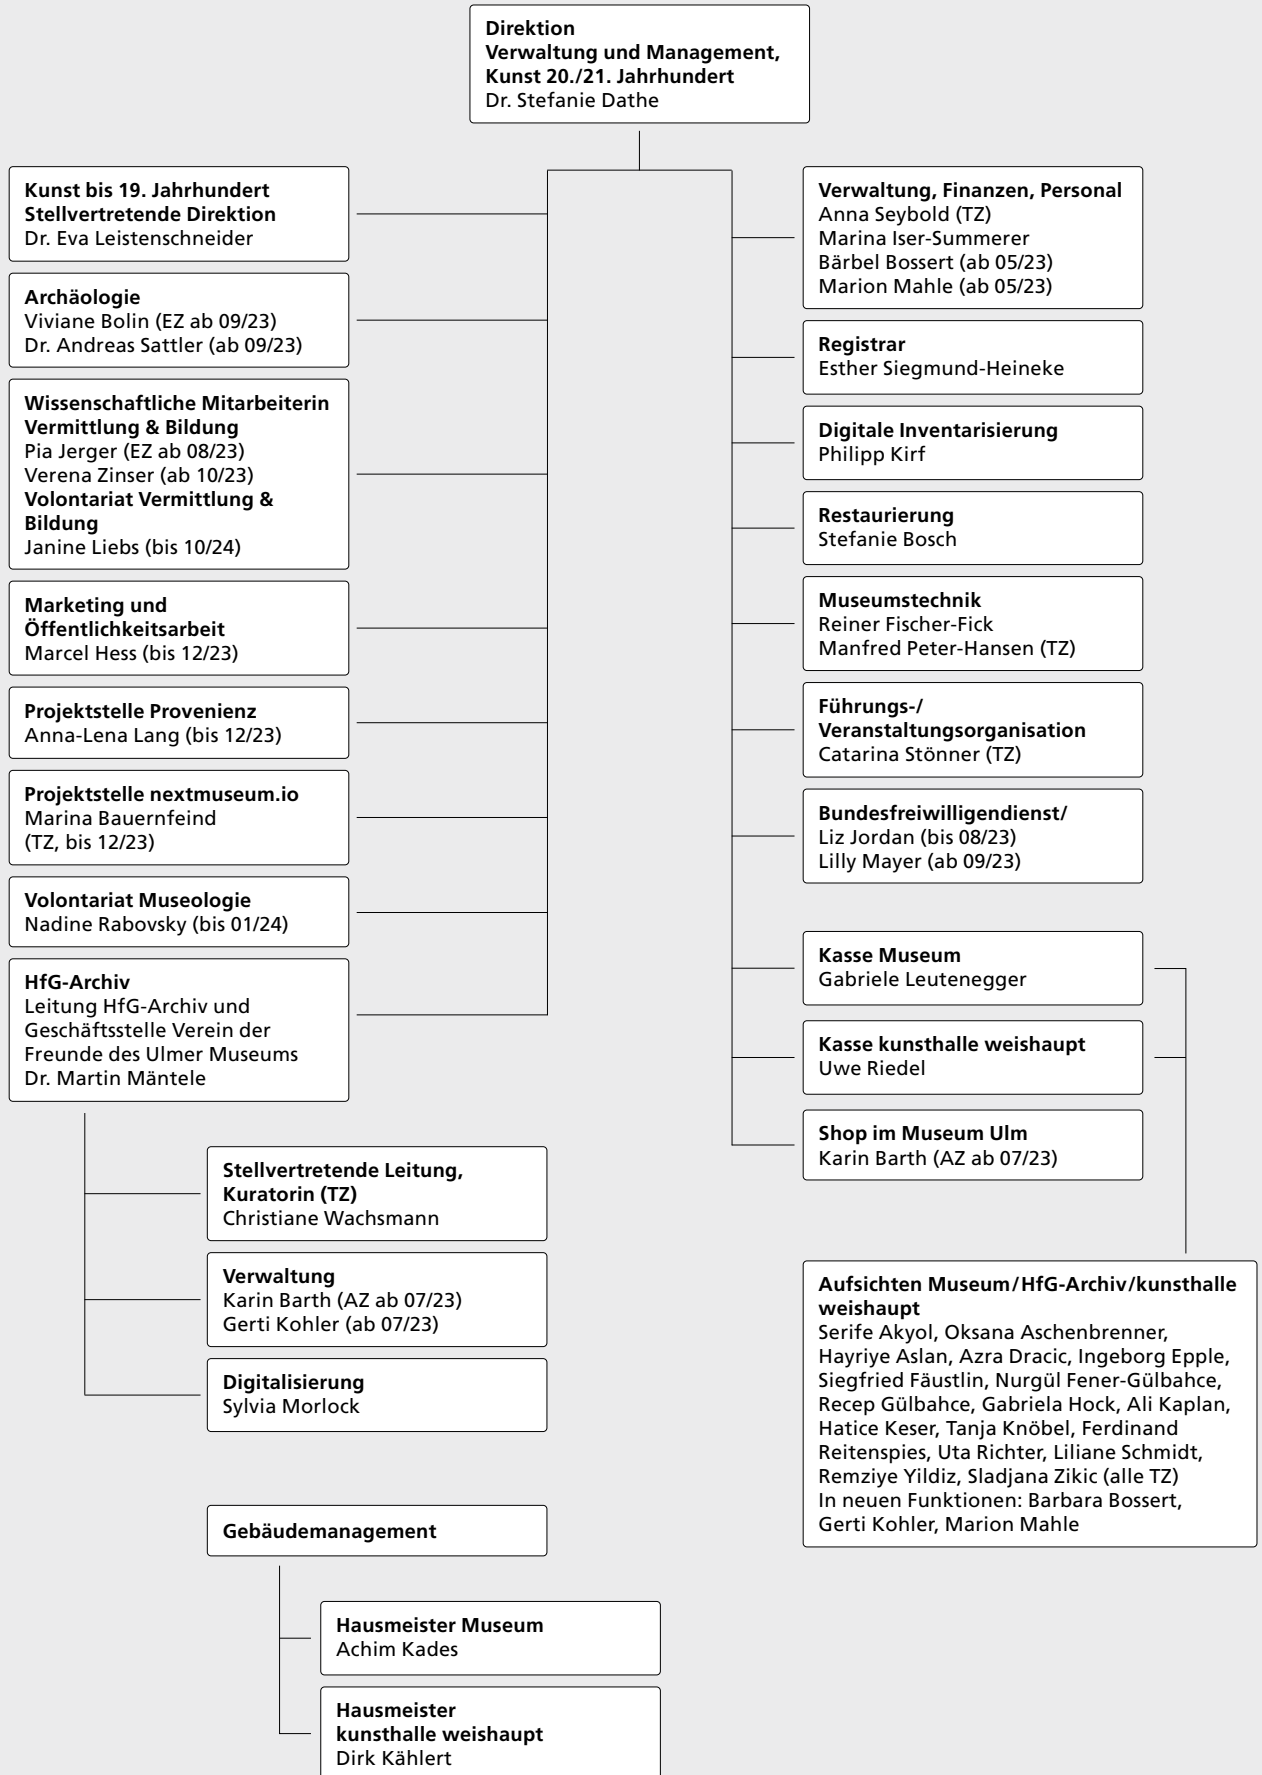 Direktion
Verwaltung und Management,
Kunst 20./21. Jahrhundert
Dr. Stefanie Dathe
Kunst bis 19. Jahrhundert
Stellvertretende Direktion
Dr. Eva Leistenschneider
Archäologie
Viviane Bolin (EZ ab 09/23)
Dr. Andreas Sattler (ab 09/23)
Wissenschaftliche Mitarbeiterin
Vermittlung & Bildung
Pia Jerger (EZ ab 08/23)
Verena Zinser (ab 10/23)
Volontariat Vermittlung &
Bildung
Janine Liebs (bis 10/24)
Marketing und
Öffentlichkeitsarbeit
Marcel Hess (bis 12/23)
Projektstelle Provenienz
Anna-Lena Lang (bis 12/23)
Projektstelle nextmuseum.io
Marina Bauernfeind
(TZ, bis 12/23)
Volontariat Museologie
Nadine Rabovsky (bis 01/24)
HfG-Archiv
Leitung HfG-Archiv und
Geschäftsstelle Verein der
Freunde des Ulmer Museums
Dr. Martin Mäntele
Stellvertretende Leitung,
Kuratorin (TZ)
Christiane Wachsmann
Verwaltung
Karin Barth (AZ ab 07/23)
Gerti Kohler (ab 07/23)
Digitalisierung
Sylvia Morlock
Gebäudemanagement
Hausmeister Museum
Achim Kades
Hausmeister
kunsthalle weishaupt
Dirk Kählert
Verwaltung, Finanzen, Personal
Anna Seybold (TZ)
Marina Iser-Summerer
Bärbel Bossert (ab 05/23)
Marion Mahle (ab 05/23)
Registrar
Esther Siegmund-Heineke
Digitale Inventarisierung
Philipp Kirf
Restaurierung
Stefanie Bosch
Museumstechnik
Reiner Fischer-Fick
Manfred Peter-Hansen (TZ)
Führungs-/
Veranstaltungsorganisation
Catarina Stönner (TZ)
Bundesfreiwilligendienst/
Liz Jordan (bis 08/23)
Lilly Mayer (ab 09/23)
Kasse Museum
Gabriele Leutenegger
Kasse kunsthalle weishaupt
Uwe Riedel
Shop im Museum Ulm
Karin Barth (AZ ab 07/23)
Aufsichten Museum/HfG-Archiv/kunsthalle
weishaupt
Serife Akyol, Oksana Aschenbrenner,
Hayriye Aslan, Azra Dracic, Ingeborg Epple,
Siegfried Fäustlin, Nurgül Fener-Gülbahce,
Recep Gülbahce, Gabriela Hock, Ali Kaplan,
Hatice Keser, Tanja Knöbel, Ferdinand
Reitenspies, Uta Richter, Liliane Schmidt,
Remziye Yildiz, Sladjana Zikic (alle TZ)
In neuen Funktionen: Barbara Bossert,
Gerti Kohler, Marion Mahle